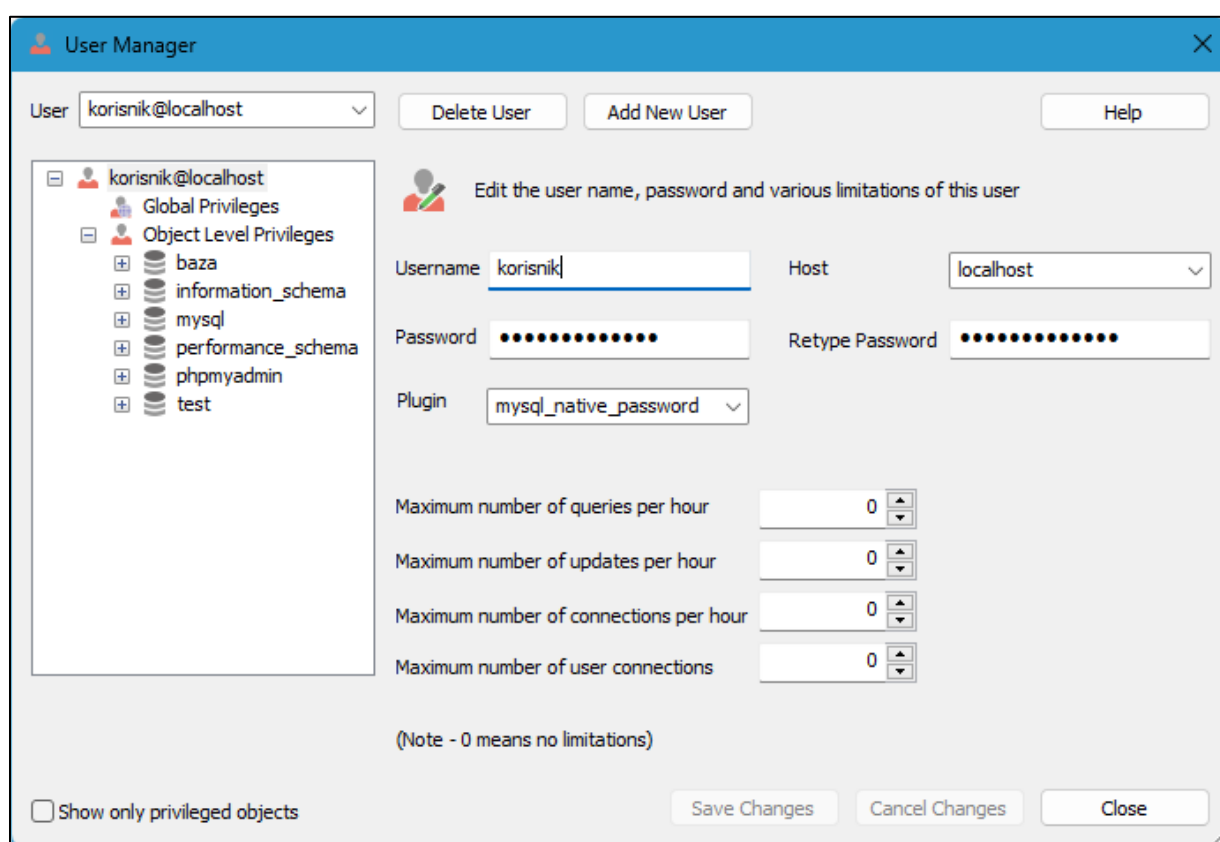 User Manager
User korisnik@localhost Delete User Add New User Help
korisnik@localhost
Global Privileges
Object Level Privileges
baza
information_schema
mysql
performance_schema
phpmyadmin
test
Edit the user name, password and various limitations of this user
Username korisnik Host localhost
Password ••••••••••••• Retype Password •••••••••••••
Plugin mysql_native_password
Maximum number of queries per hour 0
Maximum number of updates per hour 0
Maximum number of connections per hour 0
Maximum number of user connections 0
(Note - 0 means no limitations)
Show only privileged objects Save Changes Cancel Changes Close